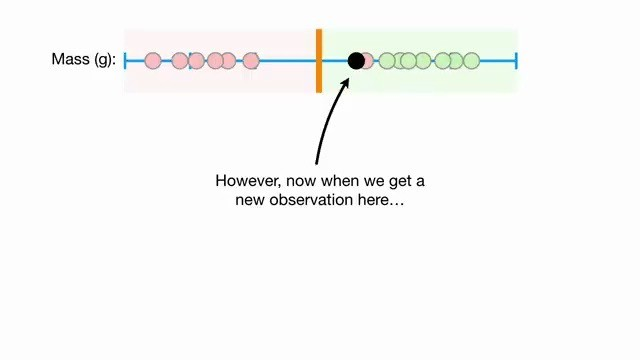 Mass (g):
However, now when we get a
new observation here…